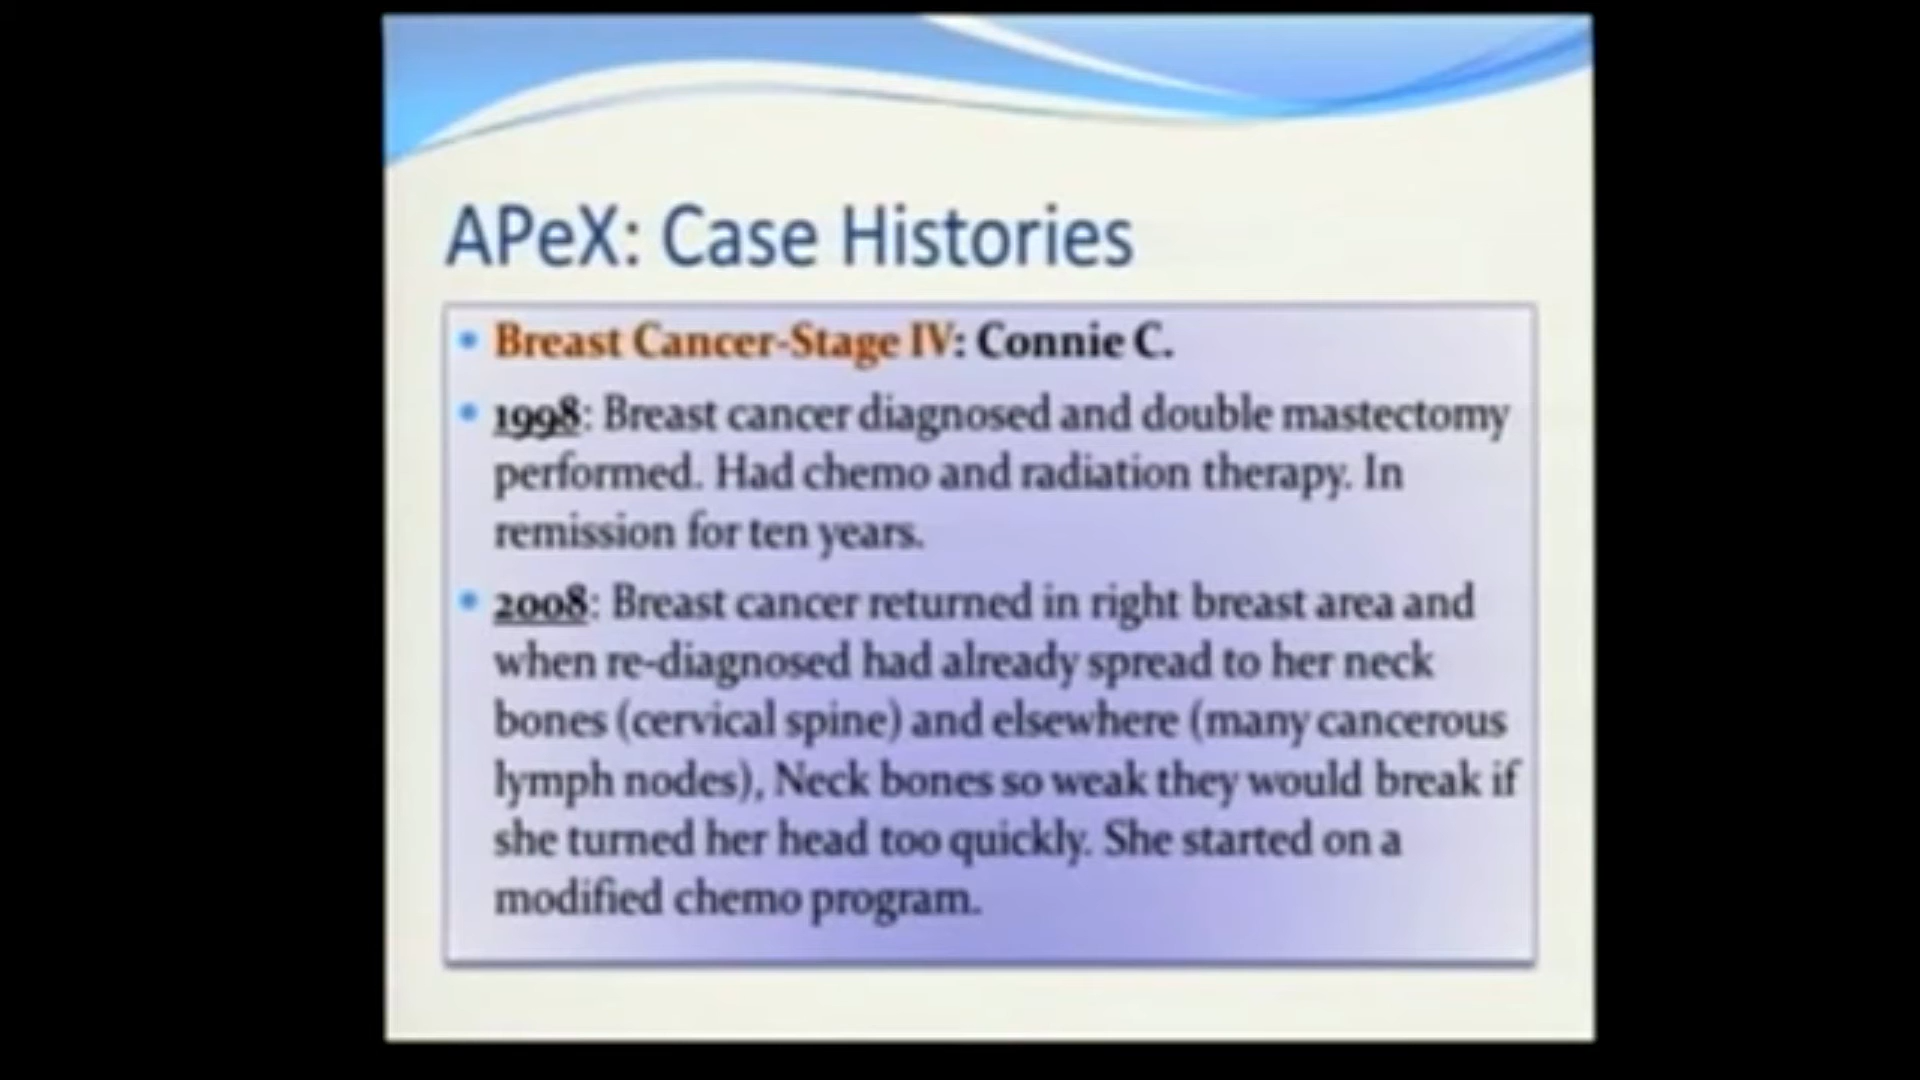 APeX: Case Histories
• Breast Cancer-Stage IV: Connie C.
• 1998: Breast cancer diagnosed and double mastectomy
performed. Had chemo and radiation therapy. In
remission for ten years.
• 2008: Breast cancer returned in right breast area and
when re-diagnosed had already spread to her neck
bones (cervical spine) and elsewhere (many cancerous
lymph nodes), Neck bones so weak they would break if
she turned her head too quickly. She started on a
modified chemo program.